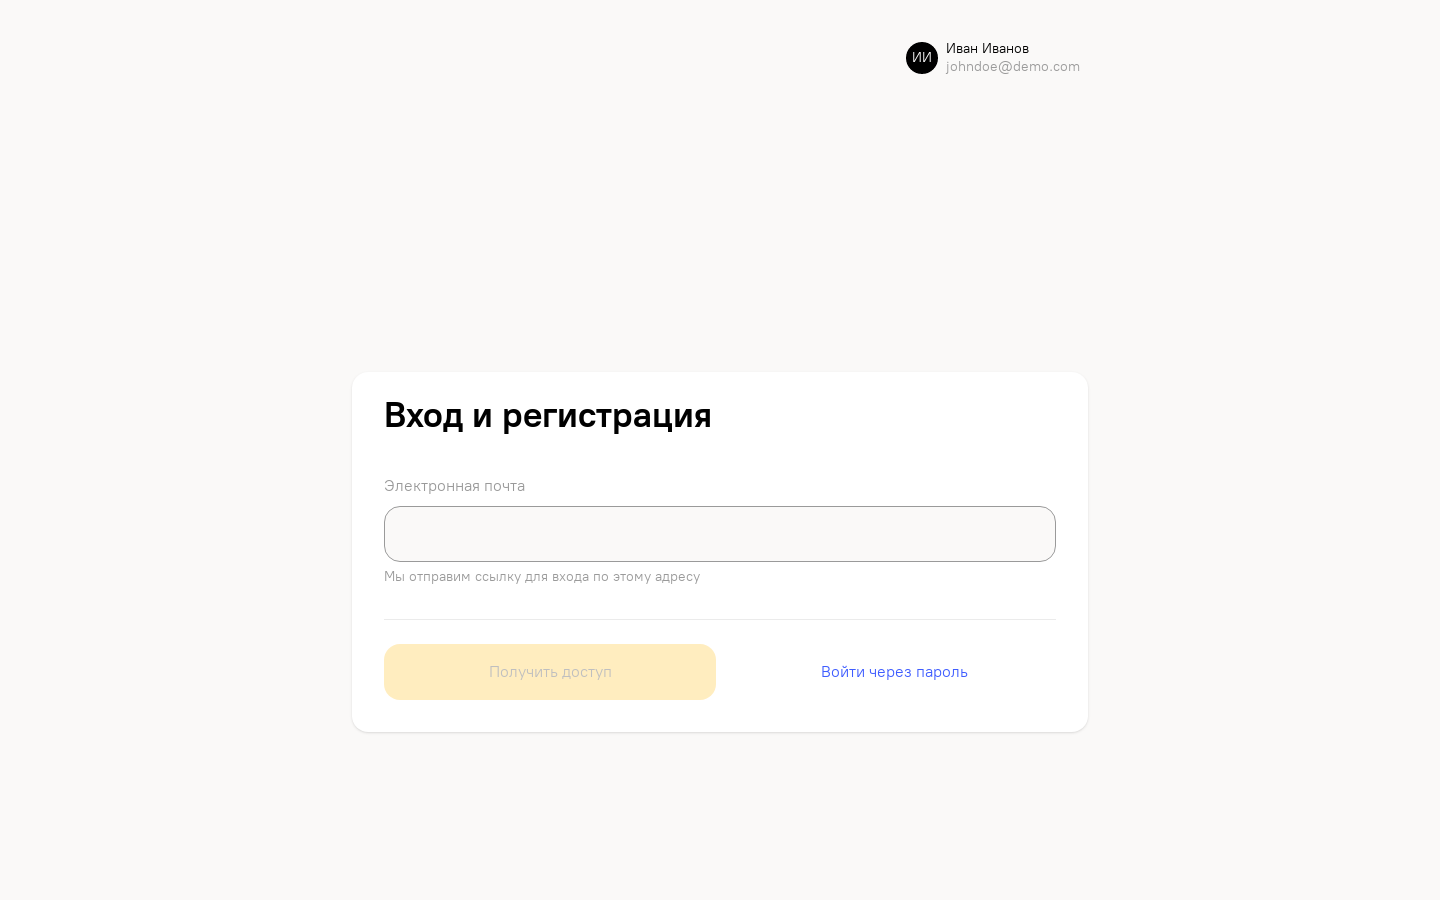 ИИ
Иван Иванов
johndoe@demo.com
Вход и регистрация
Электронная почта
Мы отправим ссылку для входа по этому адресу
Получить доступ
Войти через пароль